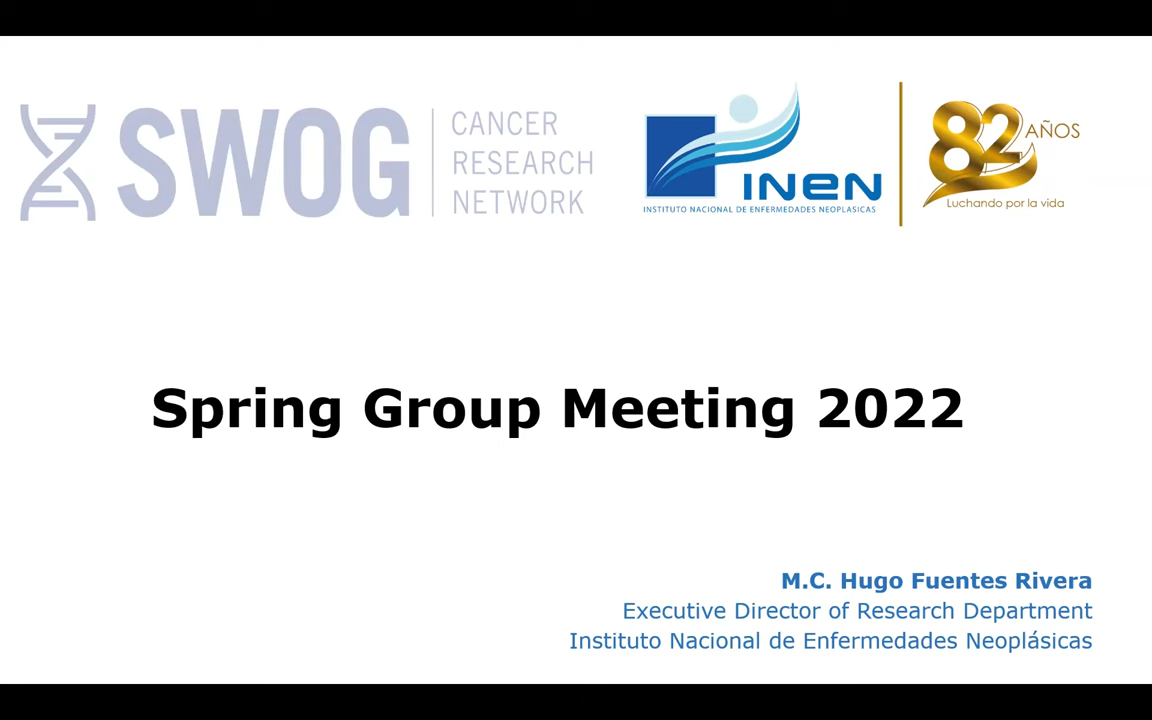 SWOG
CANCER
RESEARCH
NETWORK
INEN
INSTITUTO NACIONAL DE ENFERMEDADES NEOPLASICAS
82 AÑOS
Luchando por la vida
Spring Group Meeting 2022
M.C. Hugo Fuentes Rivera
Executive Director of Research Department
Instituto Nacional de Enfermedades Neoplásicas